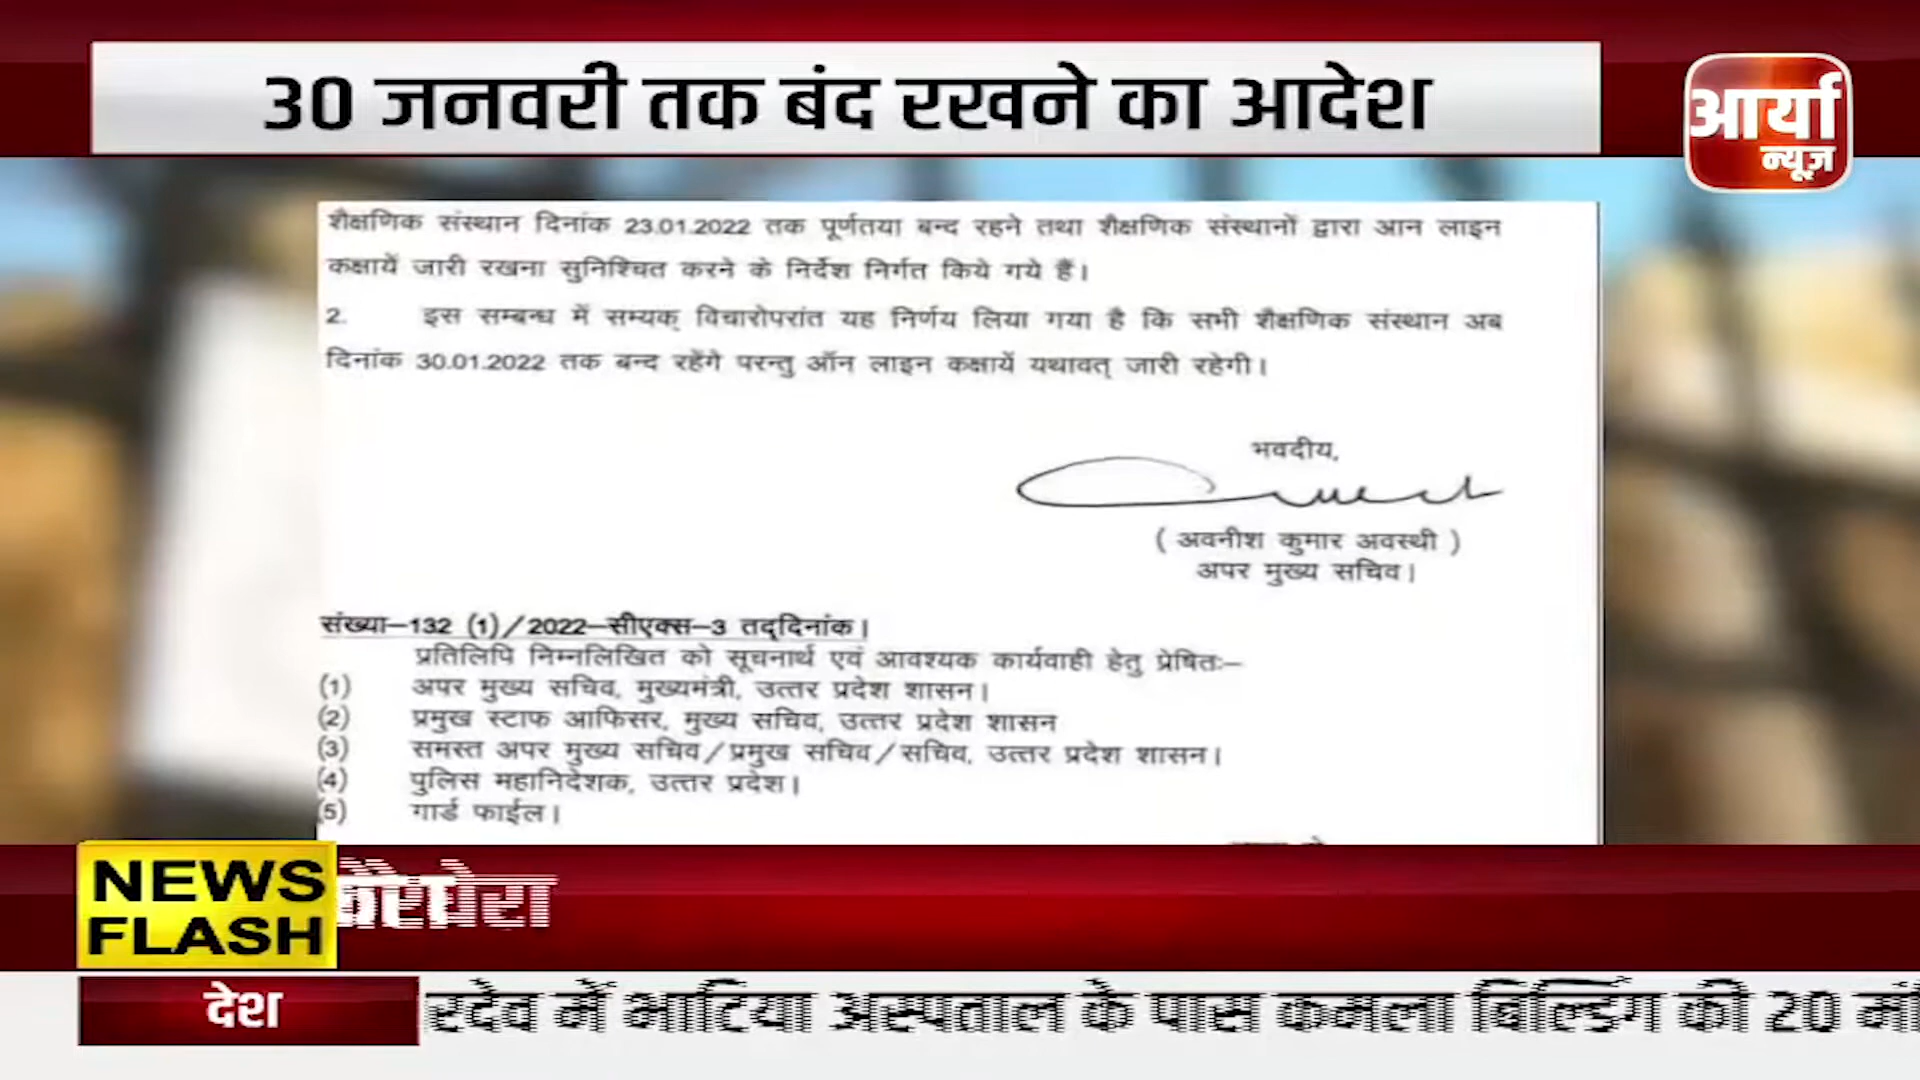 30 जनवरी तक बंद रखने का आदेश
आर्या
न्यूज़
शैक्षणिक संस्थान दिनांक 23.01.2022 तक पूर्णतया बन्द रहने तथा शैक्षणिक संस्थानों द्वारा आन लाइन
कक्षायें जारी रखना सुनिश्चित करने के निर्देश निर्गत किये गये हैं।
2. इस सम्बन्ध में सम्यक् विचारोपरांत यह निर्णय लिया गया है कि सभी शैक्षणिक संस्थान अब
दिनांक 30.01.2022 तक बन्द रहेंगे परन्तु ऑन लाइन कक्षायें यथावत् जारी रहेगी।
भवदीय,
( अवनीश कुमार अवस्थी )
अपर मुख्य सचिव।
संख्या-132 (1)/2022-सीएक्स-3 तद्दिनांक।
प्रतिलिपि निम्नलिखित को सूचनार्थ एवं आवश्यक कार्यवाही हेतु प्रेषितः-
(1) अपर मुख्य सचिव, मुख्यमंत्री, उत्तर प्रदेश शासन।
(2) प्रमुख स्टाफ आफिसर, मुख्य सचिव, उत्तर प्रदेश शासन
(3) समस्त अपर मुख्य सचिव/प्रमुख सचिव/सचिव, उत्तर प्रदेश शासन।
(4) पुलिस महानिदेशक, उत्तर प्रदेश।
(5) गार्ड फाईल।
NEWS
FLASH
देश
रदेव में भाटिया अस्पताल के पास कमला बिल्डिंग की 20